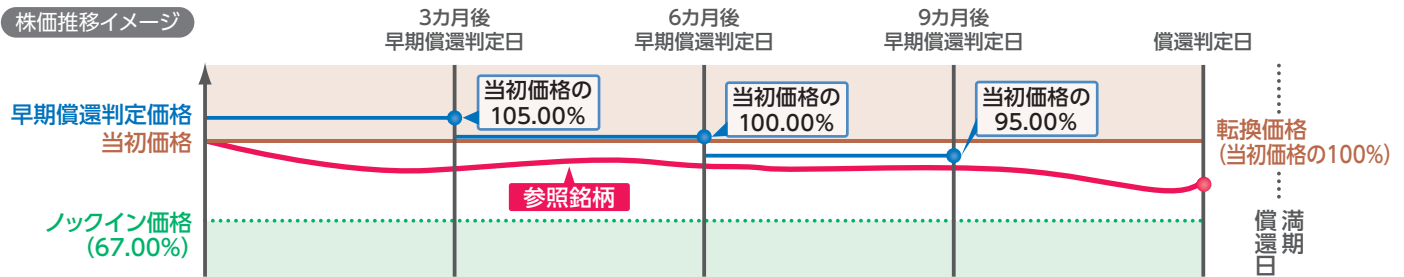 株価推移イメージ
3カ月後
早期償還判定日
6カ月後
早期償還判定日
9カ月後
早期償還判定日
償還判定日
早期償還判定価格
当初価格
当初価格の
105.00%
当初価格の
100.00%
当初価格の
95.00%
転換価格
(当初価格の100%)
参照銘柄
ノックイン価格
(67.00%)
満期
償還日